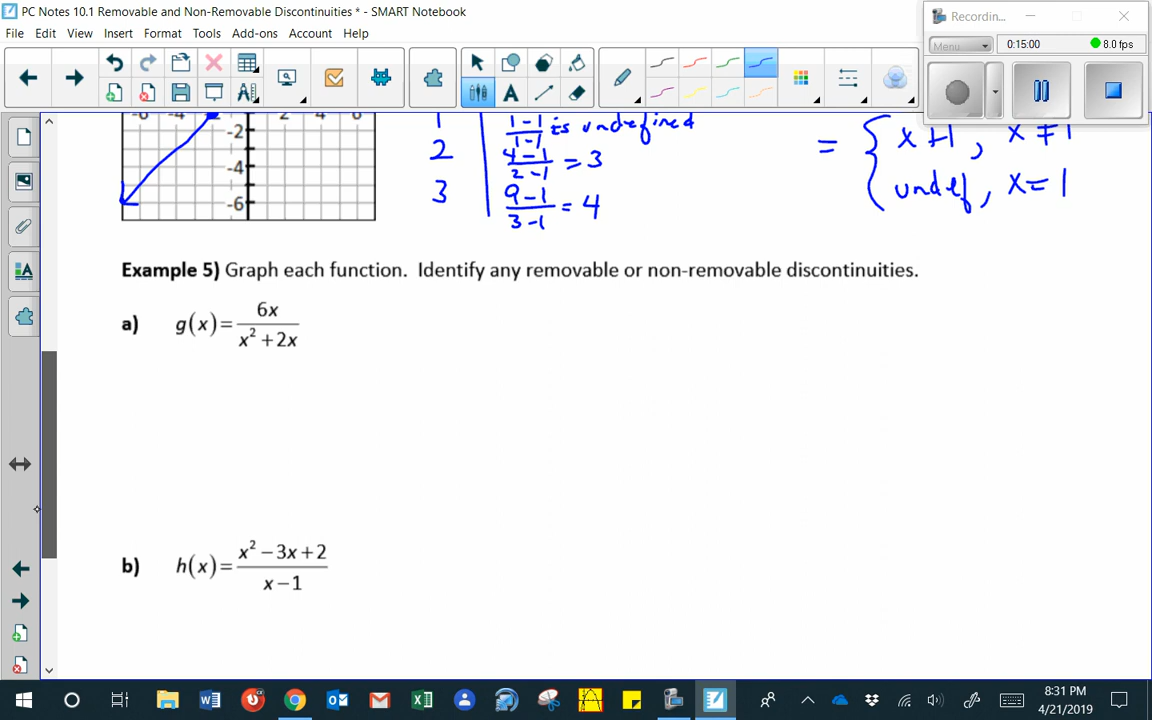 PC Notes 10.1 Removable and Non-Removable Discontinuities * - SMART Notebook
File Edit View Insert Format Tools Add-ons Account Help
Recordin...
Menu 0:15:00 8.0 fps
-6 -4 2 4 6
-2
-4
-6
1 (1-1)/(1-1) is undefined
2 (4-1)/(2-1) = 3
3 (9-1)/(3-1) = 4
= { x+1, x ≠ 1
undef, x = 1
Example 5) Graph each function. Identify any removable or non-removable discontinuities.
a) g(x)= 6x/(x²+2x)
b) h(x)= (x²-3x+2)/(x-1)
8:31 PM
4/21/2019